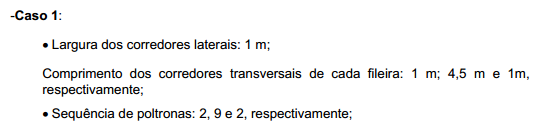 -Caso 1:
• Largura dos corredores laterais: 1 m;
Comprimento dos corredores transversais de cada fileira: 1 m; 4,5 m e 1m,
respectivamente;
• Sequência de poltronas: 2, 9 e 2, respectivamente;